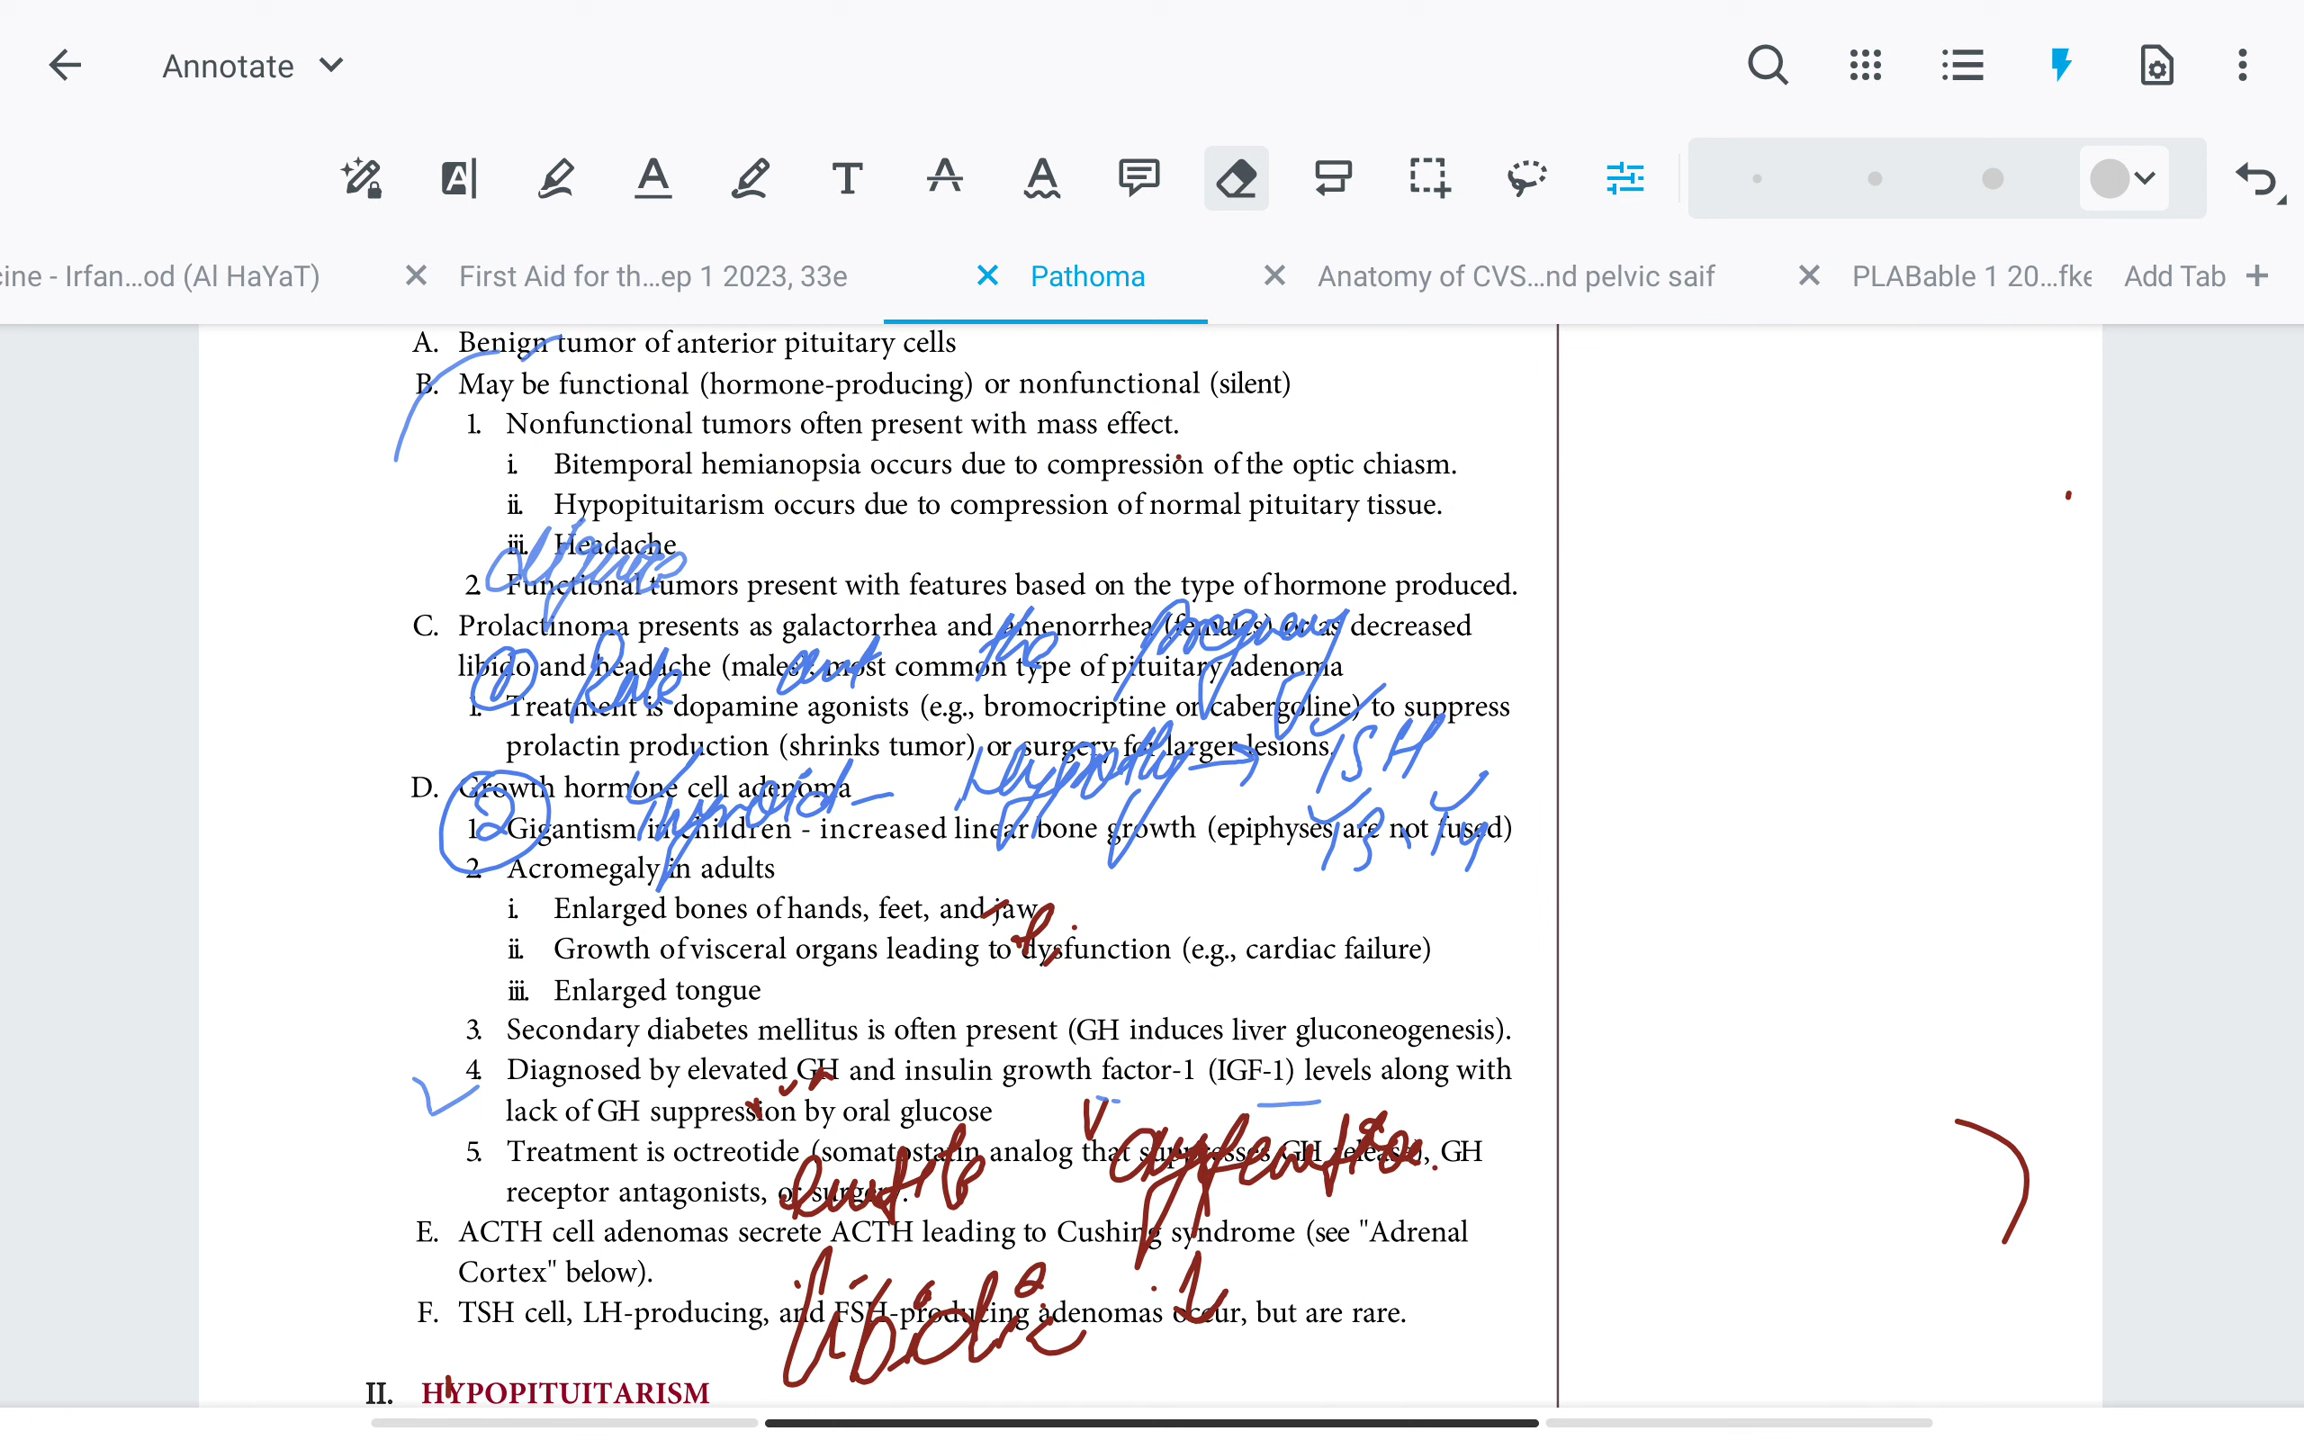 Annotate
cine - Irfan...od (Al HaYaT)
First Aid for th...ep 1 2023, 33e
Pathoma
Anatomy of CVS...nd pelvic saif
PLABable 1 20...fke
Add Tab +
A. Benign tumor of anterior pituitary cells
B. May be functional (hormone-producing) or nonfunctional (silent)
1. Nonfunctional tumors often present with mass effect.
i. Bitemporal hemianopsia occurs due to compression of the optic chiasm.
ii. Hypopituitarism occurs due to compression of normal pituitary tissue.
iii. Headache
2. Functional tumors present with features based on the type of hormone produced.
C. Prolactinoma presents as galactorrhea and amenorrhea (females) or as decreased
① Rule out the pregnancy
libido and headache (males); most common type of pituitary adenoma
1. Treatment is dopamine agonists (e.g., bromocriptine or cabergoline) to suppress
prolactin production (shrinks tumor) or surgery for larger lesions.
② Thyroid - Hypothy → TSH
T3, T4
D. Growth hormone cell adenoma
1. Gigantism in children - increased linear bone growth (epiphyses are not fused)
2. Acromegaly in adults
i. Enlarged bones of hands, feet, and jaw
ii. Growth of visceral organs leading to dysfunction (e.g., cardiac failure)
iii. Enlarged tongue
3. Secondary diabetes mellitus is often present (GH induces liver gluconeogenesis).
4. Diagnosed by elevated GH and insulin growth factor-1 (IGF-1) levels along with
lack of GH suppression by oral glucose
5. Treatment is octreotide (somatostatin analog that suppresses GH release), GH
receptor antagonists, or surgery.
E. ACTH cell adenomas secrete ACTH leading to Cushing syndrome (see "Adrenal
Cortex" below).
F. TSH cell, LH-producing, and FSH-producing adenomas occur, but are rare.
II. HYPOPITUITARISM